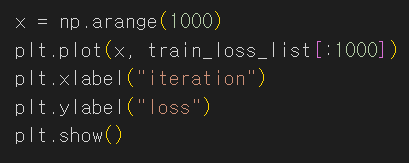 x = np.arange(1000)
plt.plot(x, train_loss_list[:1000])
plt.xlabel("iteration")
plt.ylabel("loss")
plt.show()